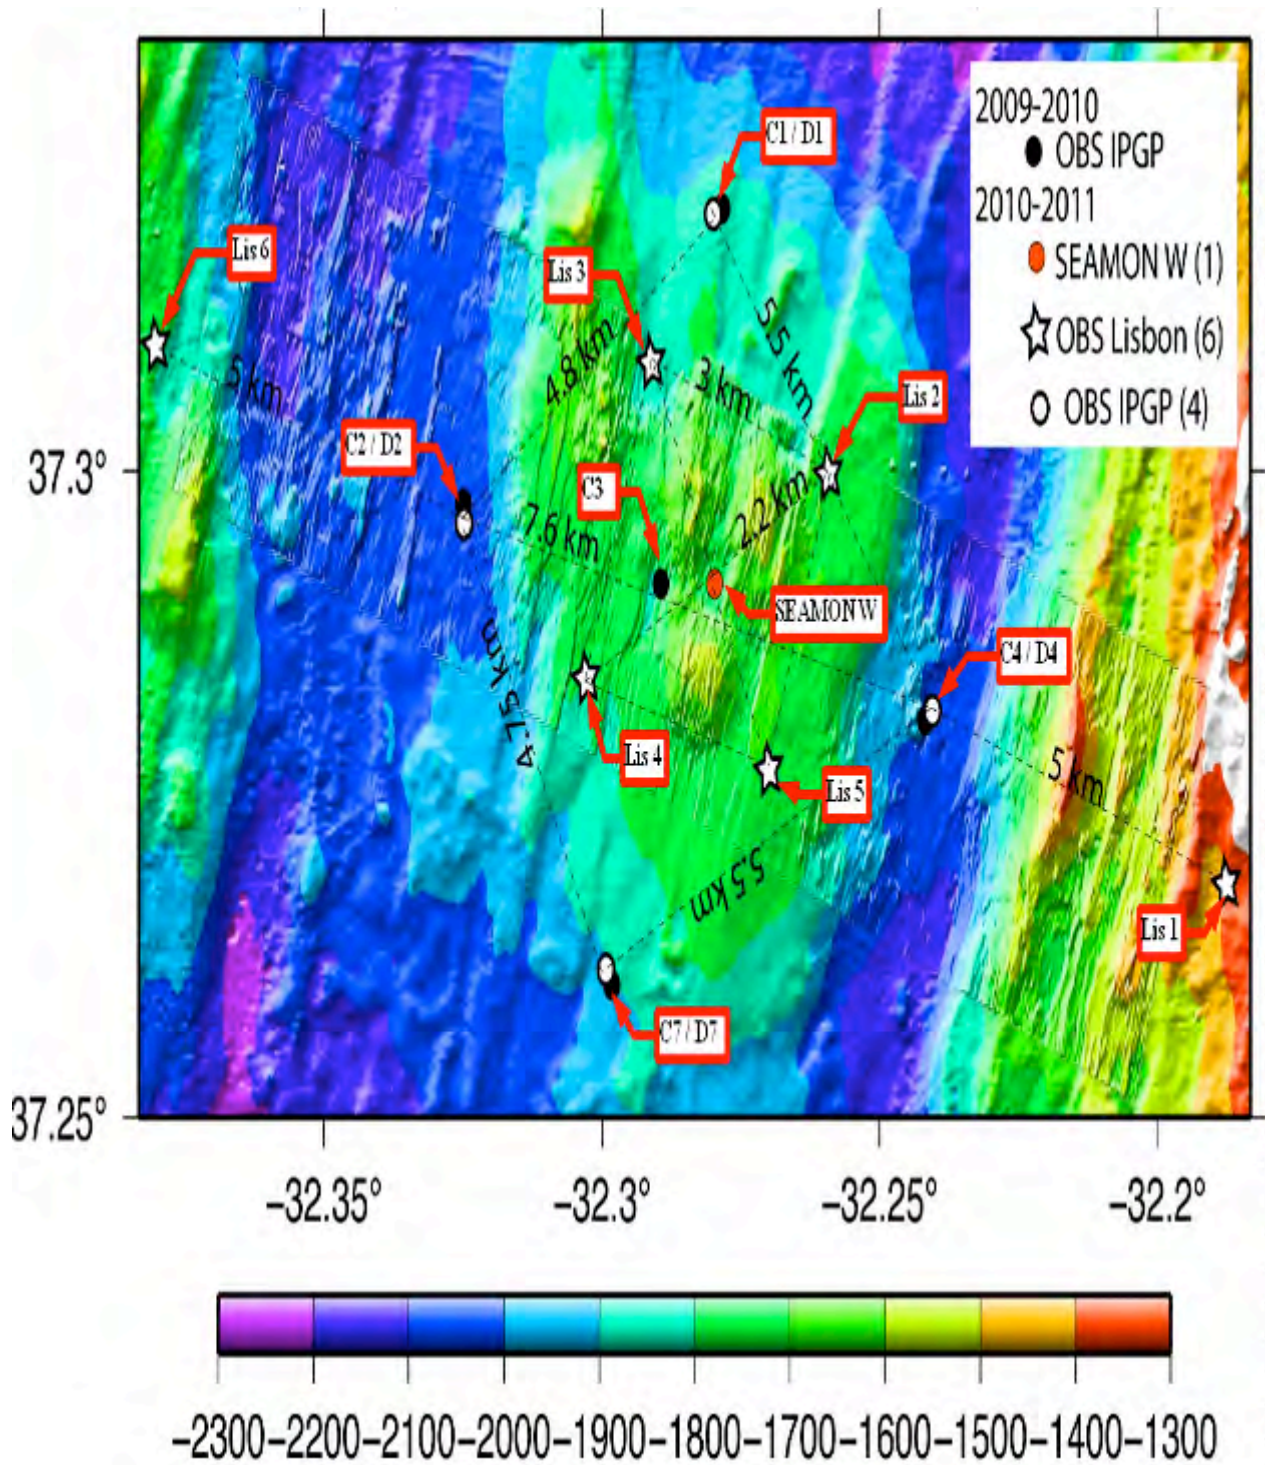 2009-2010
OBS IPGP
2010-2011
SEAMON W (1)
OBS Lisbon (6)
OBS IPGP (4)
C1 / D1
Lis 6
Lis 3
5.5 km
4.8 km
5 km
3 km
Lis 2
C2 / D2
37.3°
C3
2.2 km
7.6 km
SEAMON W
C4 / D4
4.75 km
Lis 4
5 km
Lis 5
5.5 km
Lis 1
C7 / D7
37.25°
−32.35°
−32.3°
−32.25°
−32.2°
−2300−2200−2100−2000−1900−1800−1700−1600−1500−1400−1300